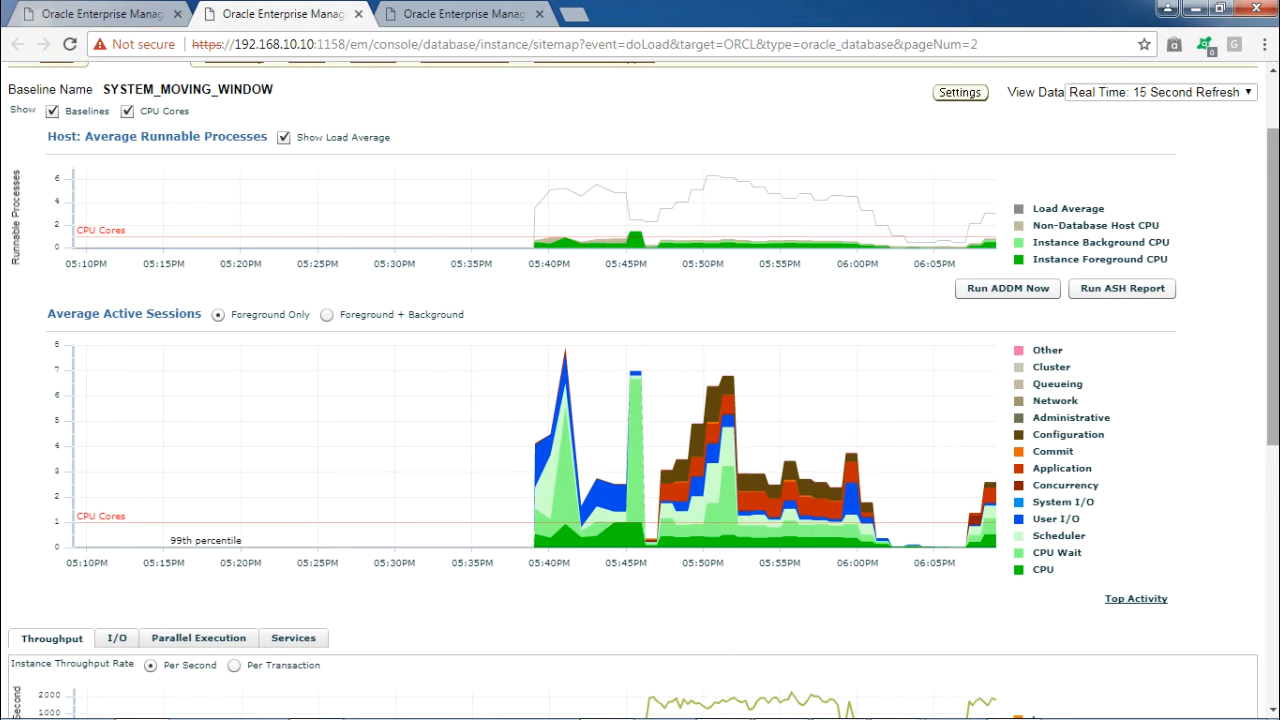 Oracle Enterprise Manag
Oracle Enterprise Manag
Oracle Enterprise Manag
Not secure https://192.168.10.10:1158/em/console/database/instance/sitemap?event=doLoad&target=ORCL&type=oracle_database&pageNum=2
Baseline Name SYSTEM_MOVING_WINDOW
Settings
View Data Real Time: 15 Second Refresh
Show Baselines CPU Cores
Host: Average Runnable Processes Show Load Average
Runnable Processes
6
4
2
0
CPU Cores
05:10PM 05:15PM 05:20PM 05:25PM 05:30PM 05:35PM 05:40PM 05:45PM 05:50PM 05:55PM 06:00PM 06:05PM
Load Average
Non-Database Host CPU
Instance Background CPU
Instance Foreground CPU
Run ADDM Now Run ASH Report
Average Active Sessions Foreground Only Foreground + Background
8
7
6
5
4
3
2
1
0
CPU Cores
99th percentile
05:10PM 05:15PM 05:20PM 05:25PM 05:30PM 05:35PM 05:40PM 05:45PM 05:50PM 05:55PM 06:00PM 06:05PM
Other
Cluster
Queueing
Network
Administrative
Configuration
Commit
Application
Concurrency
System I/O
User I/O
Scheduler
CPU Wait
CPU
Top Activity
Throughput I/O Parallel Execution Services
Instance Throughput Rate Per Second Per Transaction
Second
2000
1000